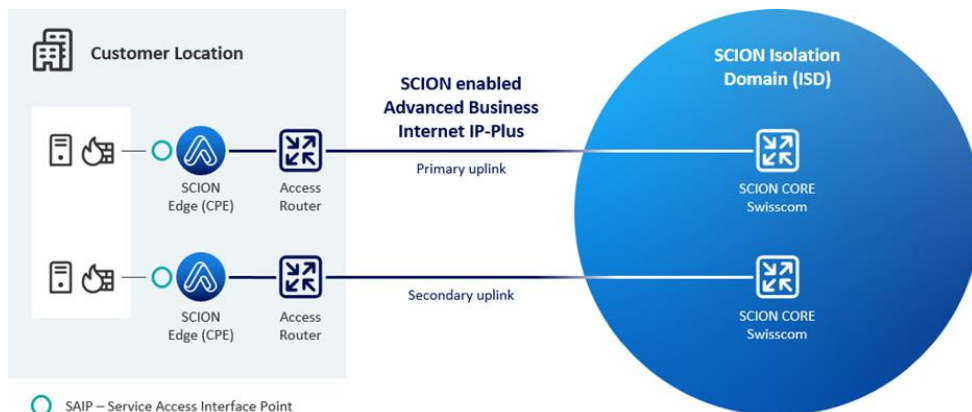 Customer Location
SCION enabled
Advanced Business
Internet IP-Plus
SCION Isolation
Domain (ISD)
Primary uplink
SCION
Edge (CPE)
Access
Router
SCION CORE
Swisscom
Secondary uplink
SCION
Edge (CPE)
Access
Router
SCION CORE
Swisscom
SAIP – Service Access Interface Point